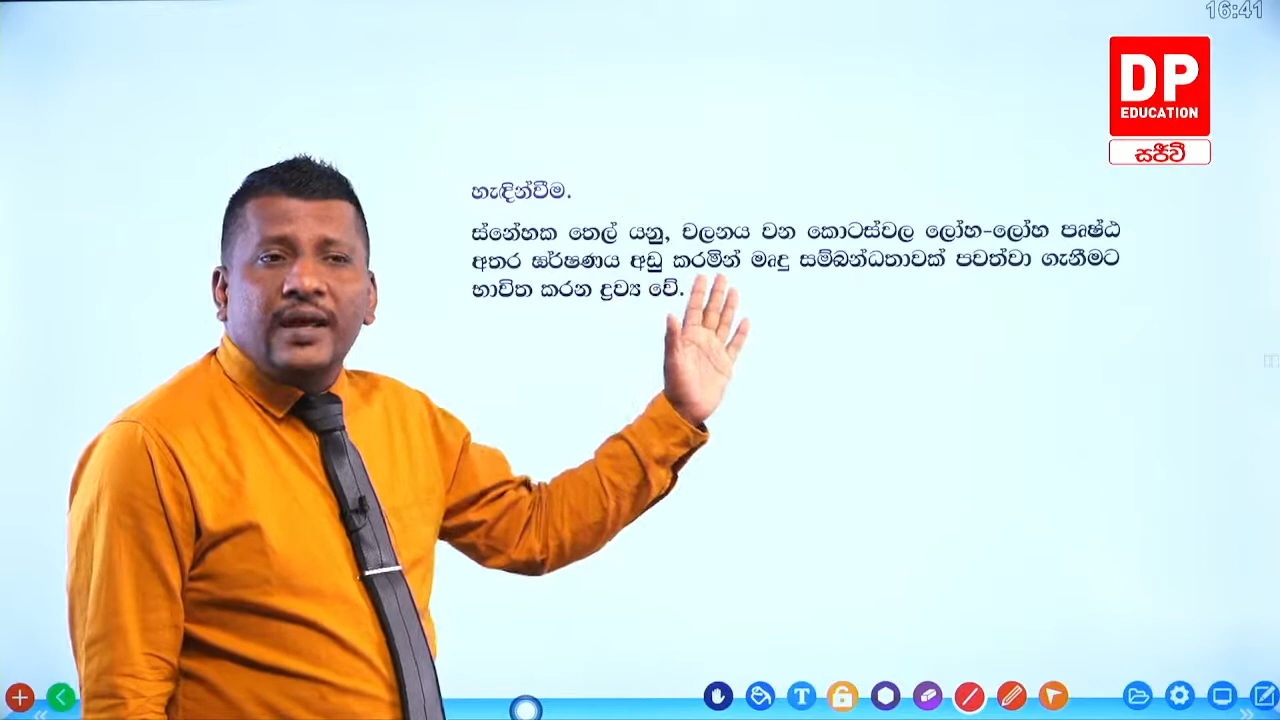 16:41
DP
EDUCATION
සජීවී
හැඳින්වීම.
ස්නේහක තෙල් යනු, චලනය වන කොටස්වල ලෝහ-ලෝහ පෘෂ්ඨ
අතර ඝර්ෂණය අඩු කරමින් මෘදු සම්බන්ධතාවක් පවත්වා ගැනීමට
භාවිත කරන ද්‍රව්‍ය වේ.
T